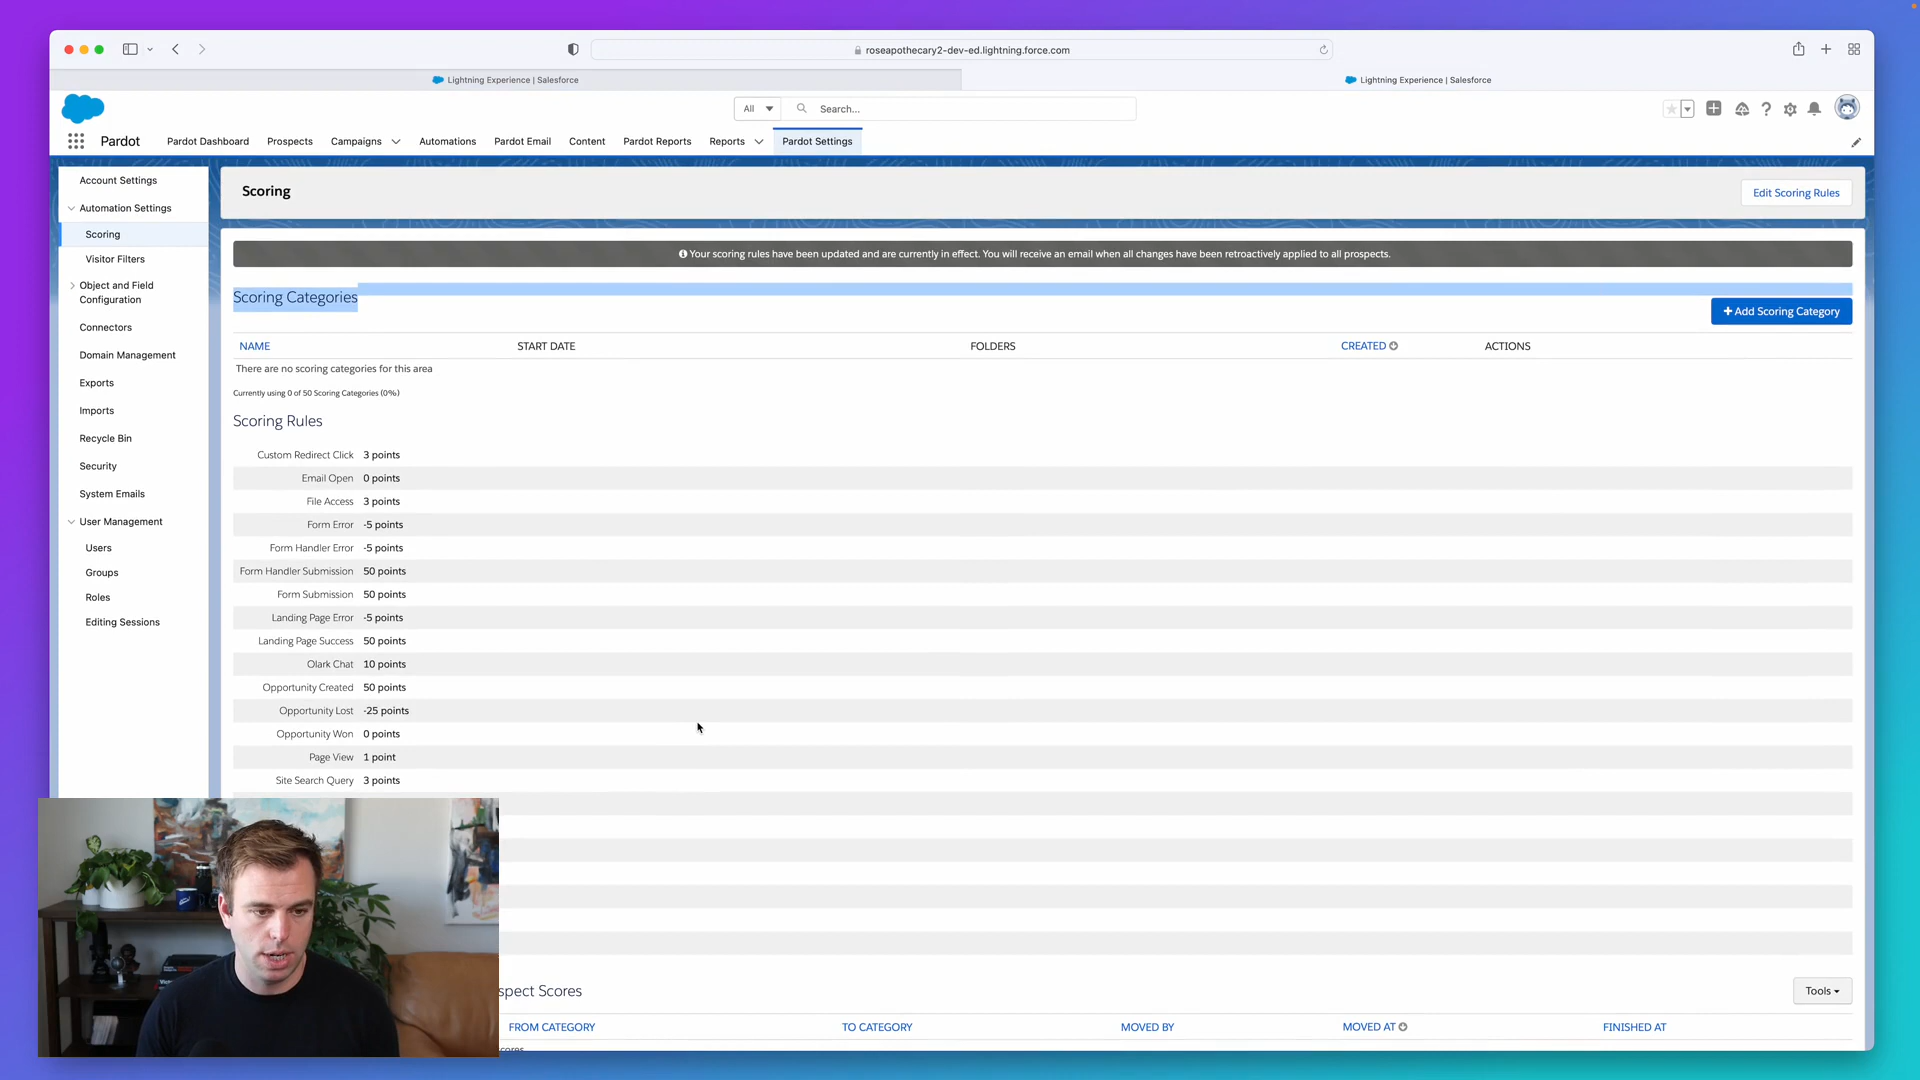 roseapothecary2-dev-ed.lightning.force.com
Lightning Experience | Salesforce
Lightning Experience | Salesforce
All
Search...
Pardot
Pardot Dashboard
Prospects
Campaigns
Automations
Pardot Email
Content
Pardot Reports
Reports
Pardot Settings
Account Settings
Automation Settings
Scoring
Visitor Filters
Object and Field
Configuration
Connectors
Domain Management
Exports
Imports
Recycle Bin
Security
System Emails
User Management
Users
Groups
Roles
Editing Sessions
Scoring
Edit Scoring Rules
Your scoring rules have been updated and are currently in effect. You will receive an email when all changes have been retroactively applied to all prospects.
Scoring Categories
+ Add Scoring Category
NAME START DATE FOLDERS CREATED ACTIONS
There are no scoring categories for this area
Currently using 0 of 50 Scoring Categories (0%)
Scoring Rules
Custom Redirect Click 3 points
Email Open 0 points
File Access 3 points
Form Error -5 points
Form Handler Error -5 points
Form Handler Submission 50 points
Form Submission 50 points
Landing Page Error -5 points
Landing Page Success 50 points
Olark Chat 10 points
Opportunity Created 50 points
Opportunity Lost -25 points
Opportunity Won 0 points
Page View 1 point
Site Search Query 3 points
spect Scores
Tools
FROM CATEGORY TO CATEGORY MOVED BY MOVED AT FINISHED AT